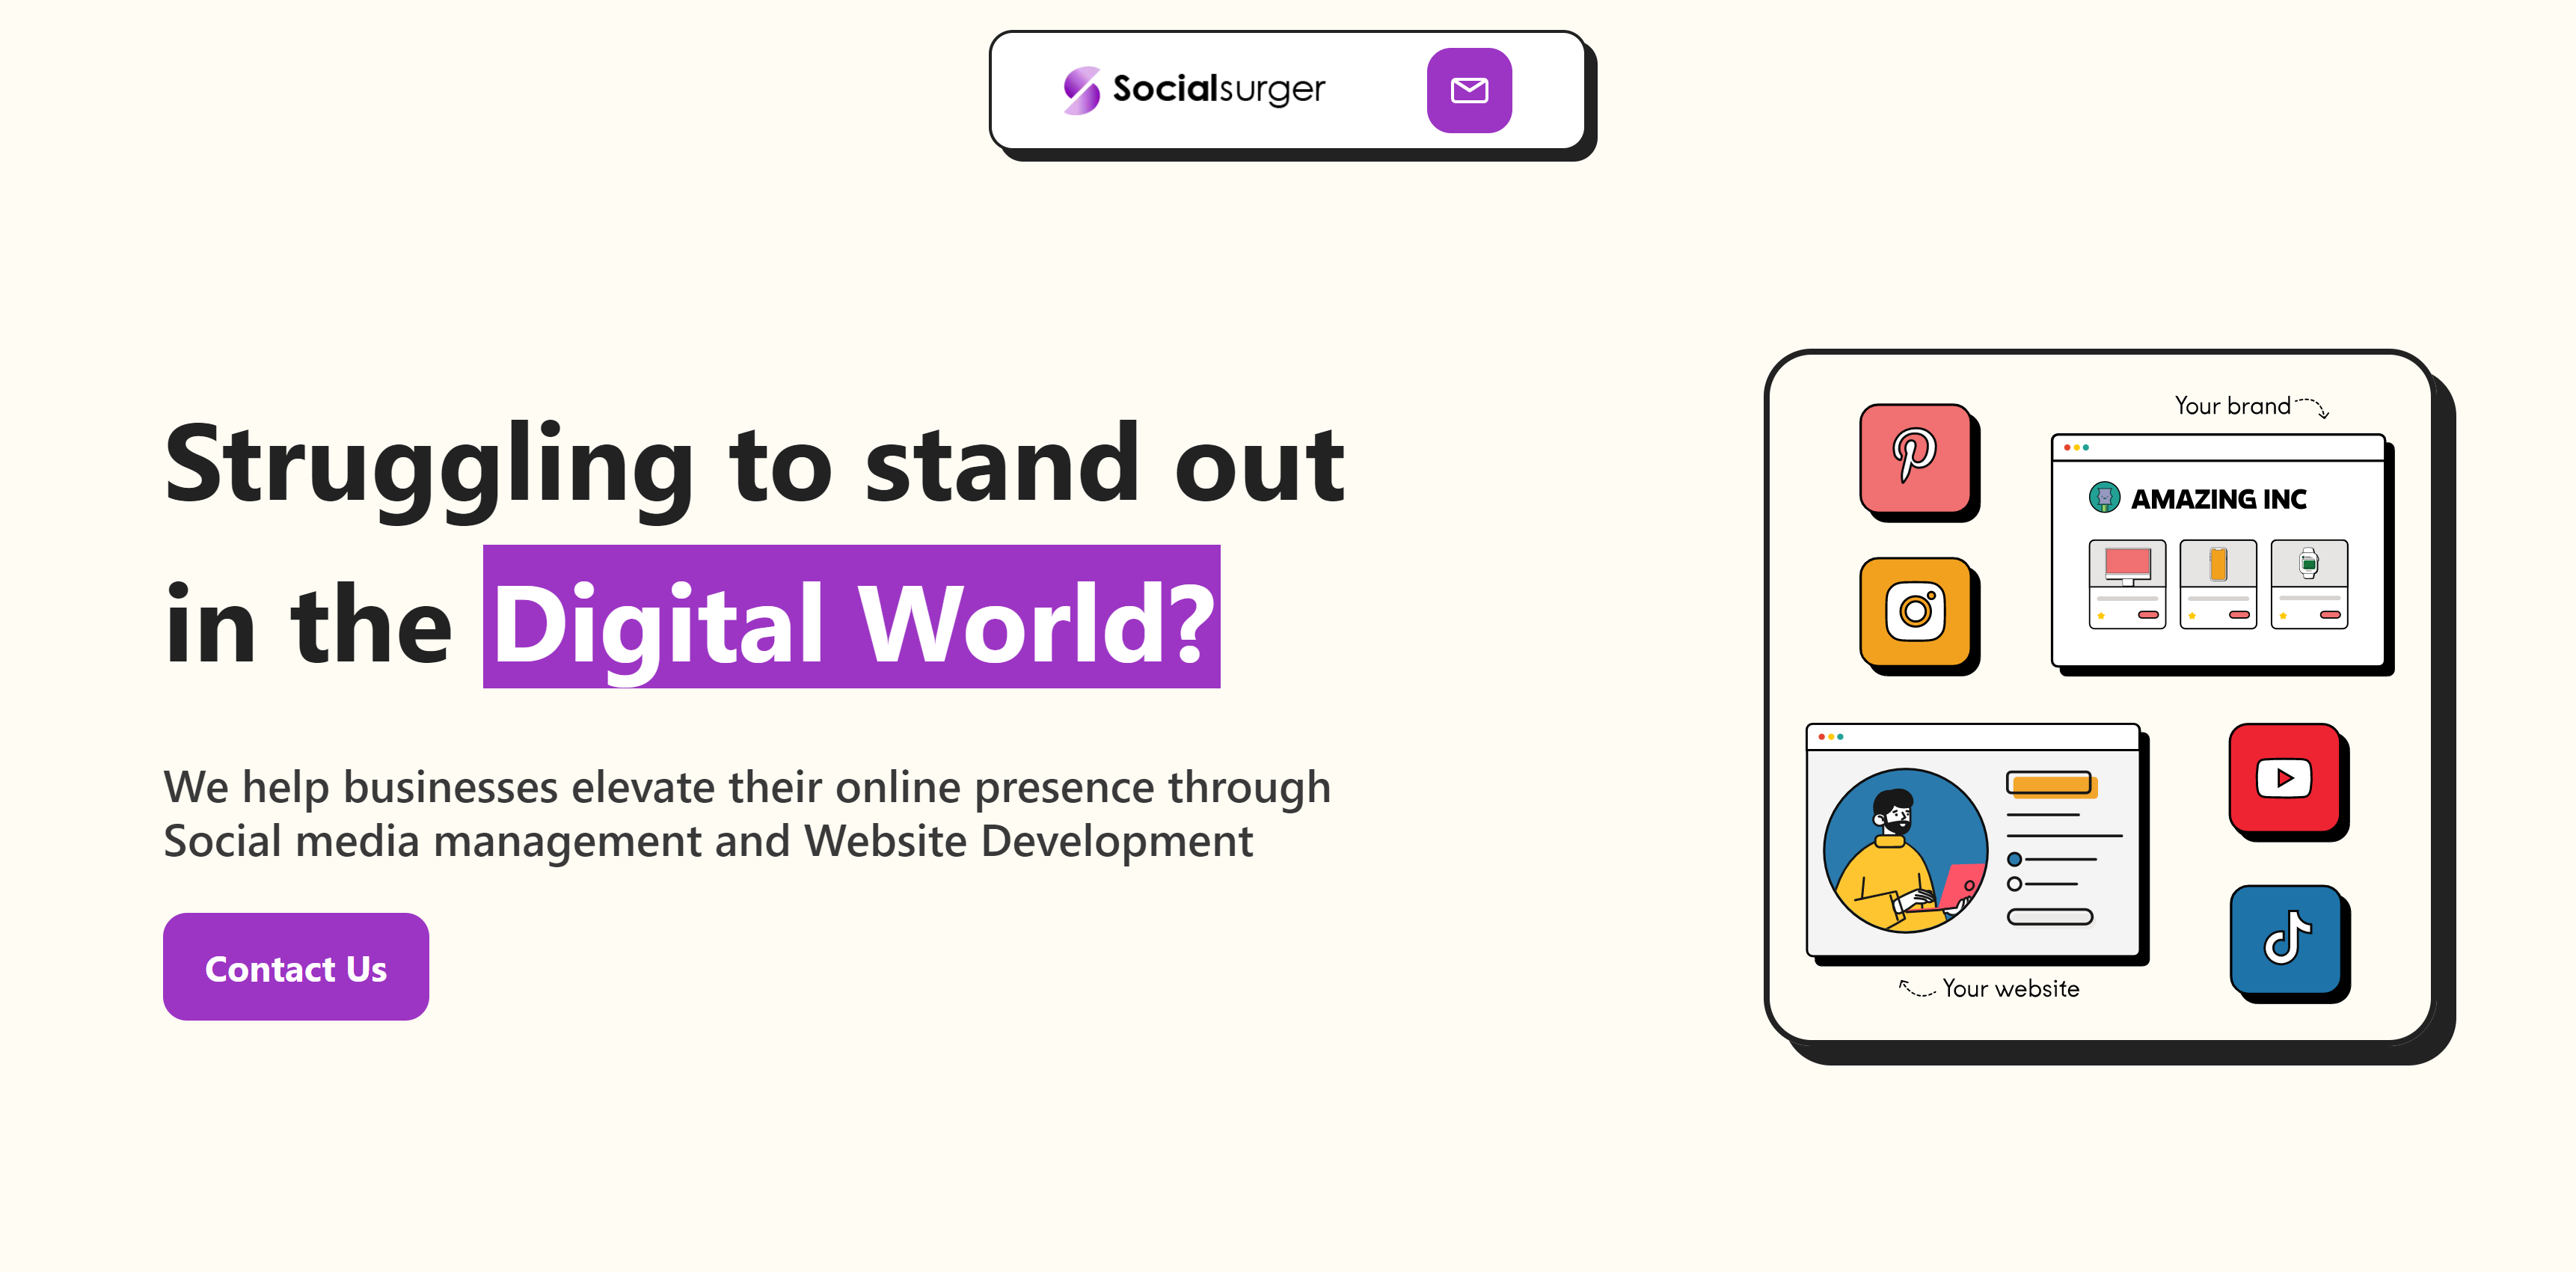 Socialsurger
Struggling to stand out
in the Digital World?
We help businesses elevate their online presence through
Social media management and Website Development
Contact Us
Your brand
AMAZING INC
Your website